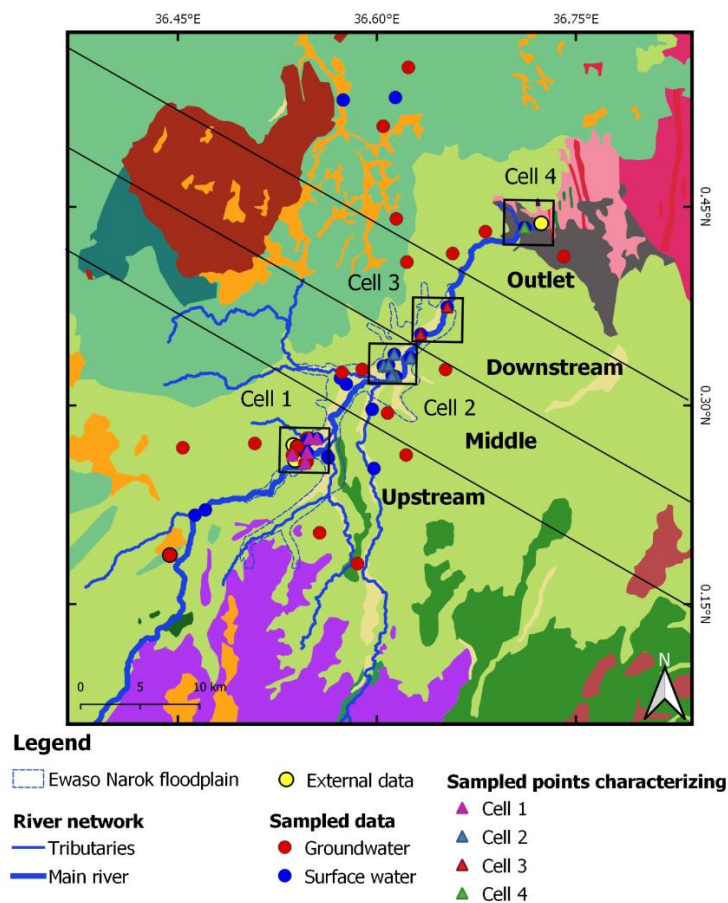 36.45°E 36.60°E 36.75°E
Cell 4
0.45°N
Outlet
Cell 3
Downstream
Cell 1
0.30°N
Cell 2
Middle
Upstream
0.15°N
N
0 5 10 km
Legend
Ewaso Narok floodplain
External data
Sampled points characterizing
Cell 1
River network
Sampled data
Cell 2
Tributaries
Groundwater
Cell 3
Main river
Surface water
Cell 4